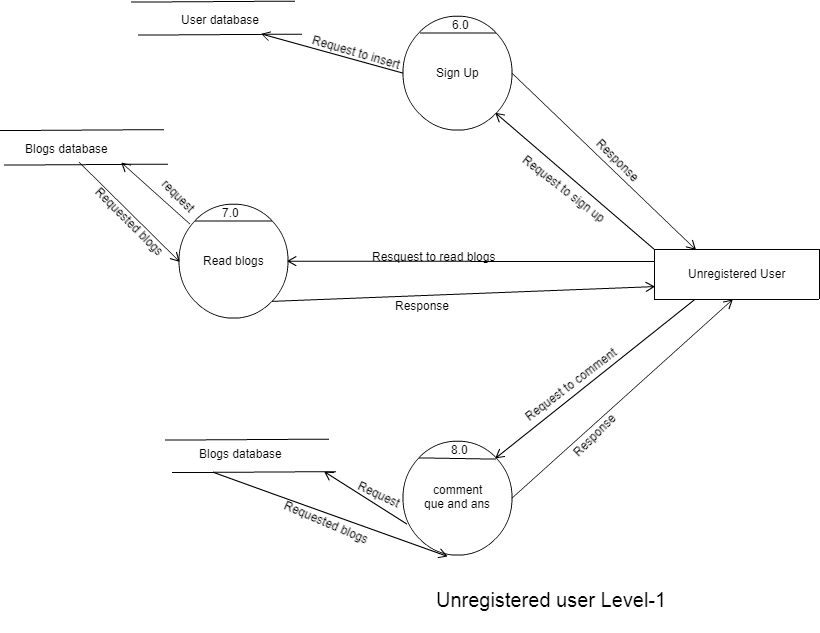 User database
6.0
Request to insert
Sign Up
Response
Blogs database
Request to sign up
request
Requested blogs
7.0
Read blogs
Resquest to read blogs
Unregistered User
Response
Request to comment
Response
Blogs database
8.0
Request
comment
que and ans
Requested blogs
Unregistered user Level-1